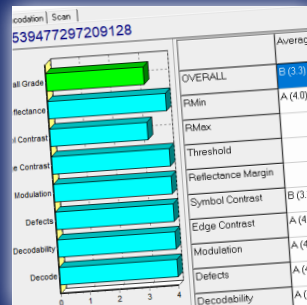 Scan
539477297209128
Average
OVERALL
B (3.3)
RMin
A (4.0)
RMax
Threshold
Reflectance Margin
Symbol Contrast
B (3.
Edge Contrast
A (4.
Modulation
A (4
Defects
A (4
Decodability
A (
all Grade
flectance
ol Contrast
e Contrast
Modulation
Defects
Decodability
Decode
0 1 2 3 4